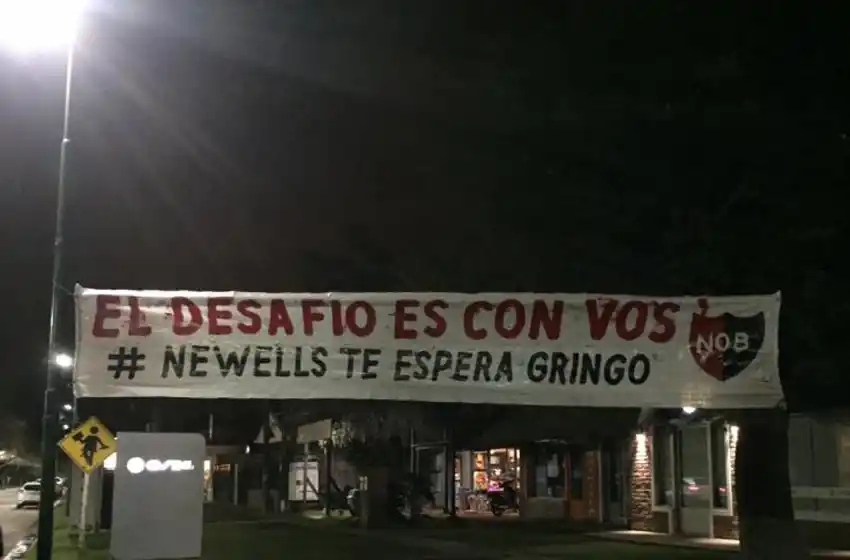 EL DESAFIO ES CON VOS
# NEWELLS TE ESPERA GRINGO
NOB